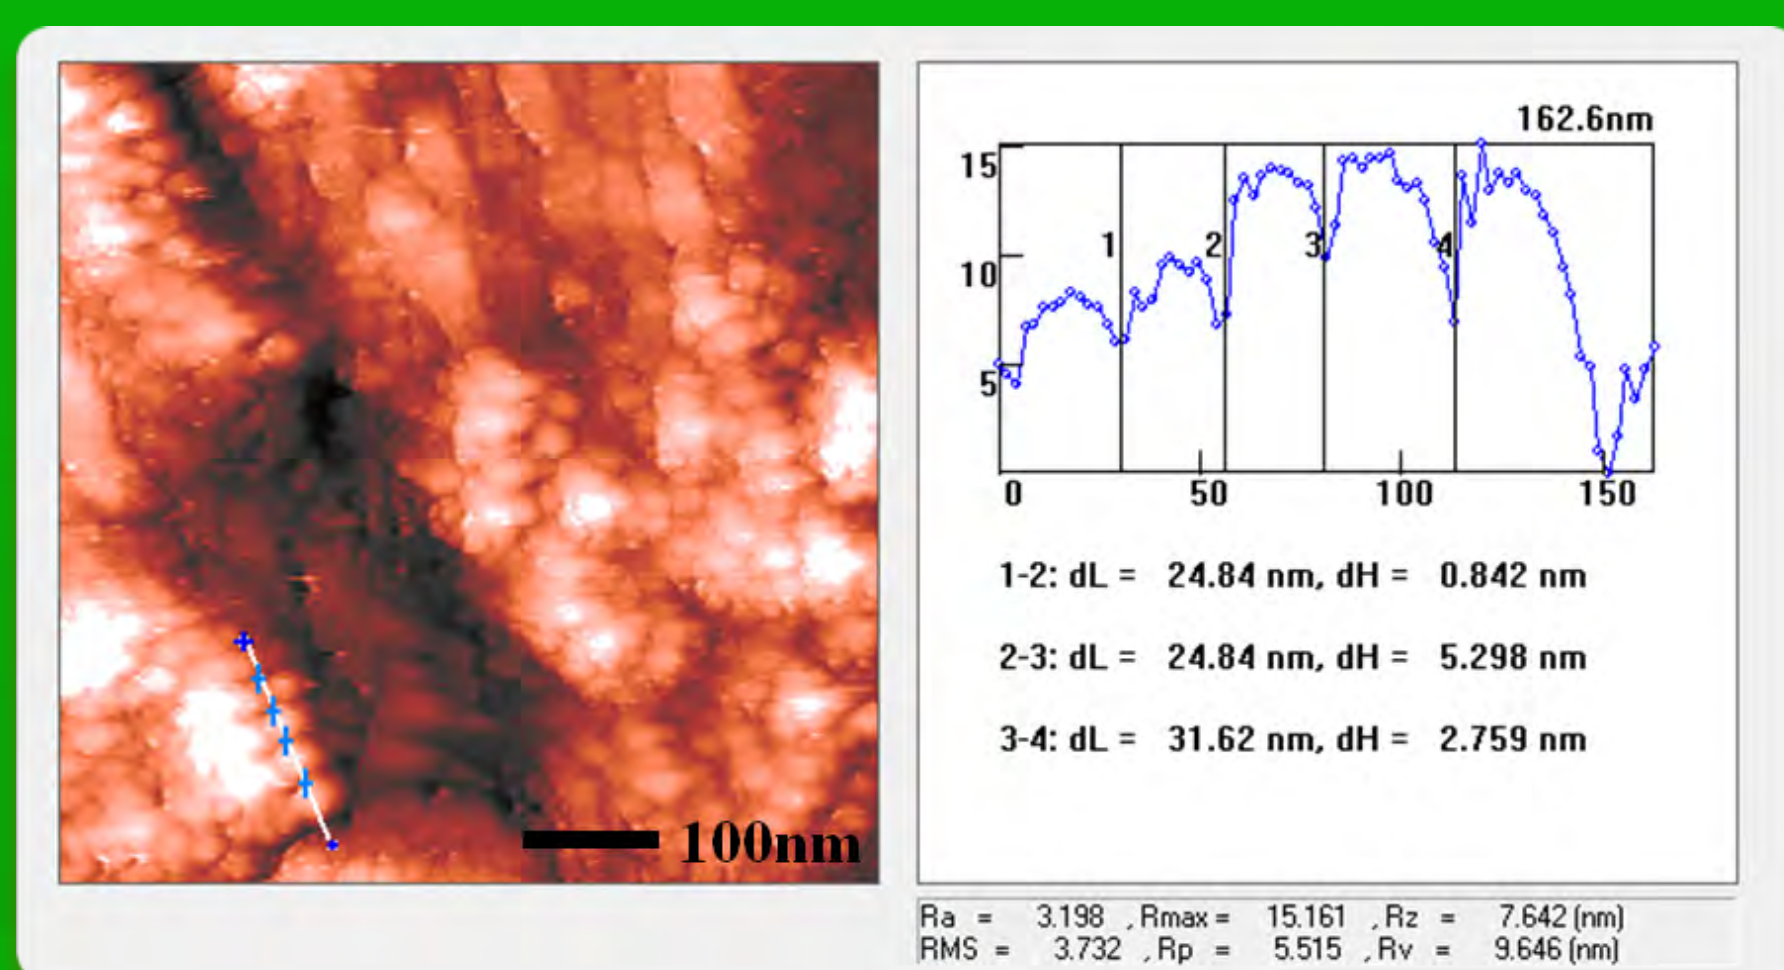 100nm
162.6nm
15
10
5
1 2 3 4
0 50 100 150
1-2: dL = 24.84 nm, dH = 0.842 nm
2-3: dL = 24.84 nm, dH = 5.298 nm
3-4: dL = 31.62 nm, dH = 2.759 nm
Ra = 3.198 , Rmax = 15.161 , Rz = 7.642 (nm)
RMS = 3.732 , Rp = 5.515 , Rv = 9.646 (nm)